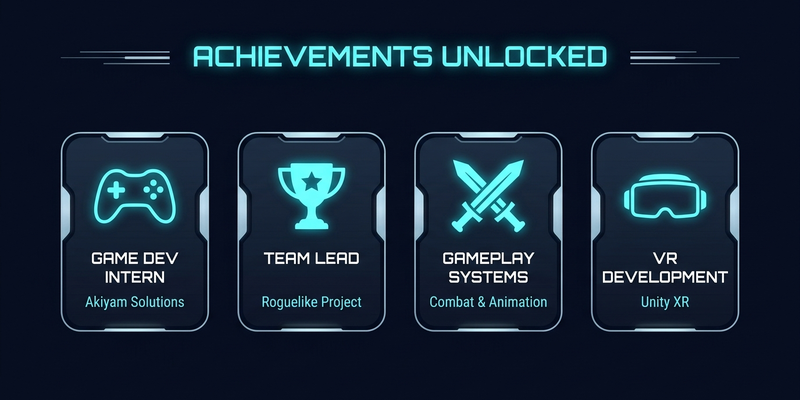 ACHIEVEMENTS UNLOCKED
GAME DEV
INTERN
Akiyam Solutions
TEAM LEAD
Roguelike Project
GAMEPLAY
SYSTEMS
Combat & Animation
VR
DEVELOPMENT
Unity XR